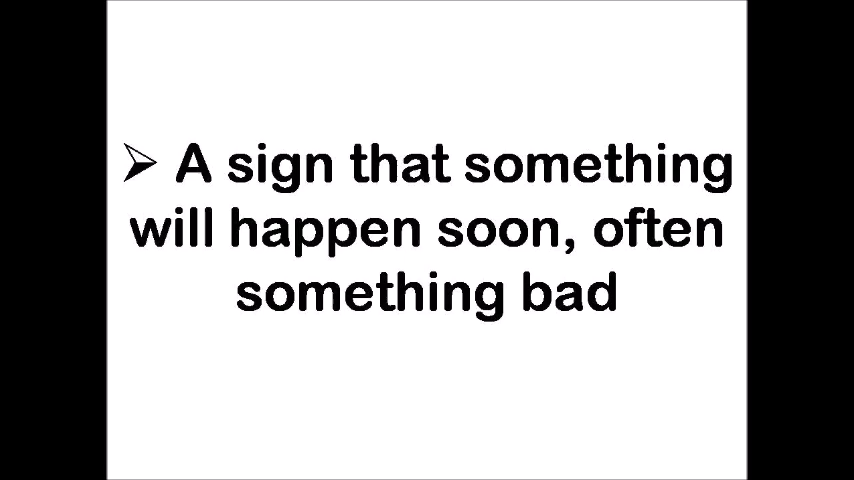 ➢ A sign that something
will happen soon, often
something bad